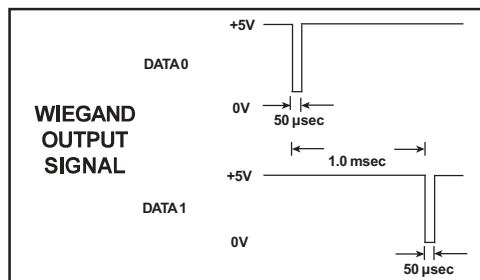 +5V
DATA0
0V
50 µsec
WIEGAND
OUTPUT
SIGNAL
1.0 msec
+5V
DATA1
0V
50 µsec